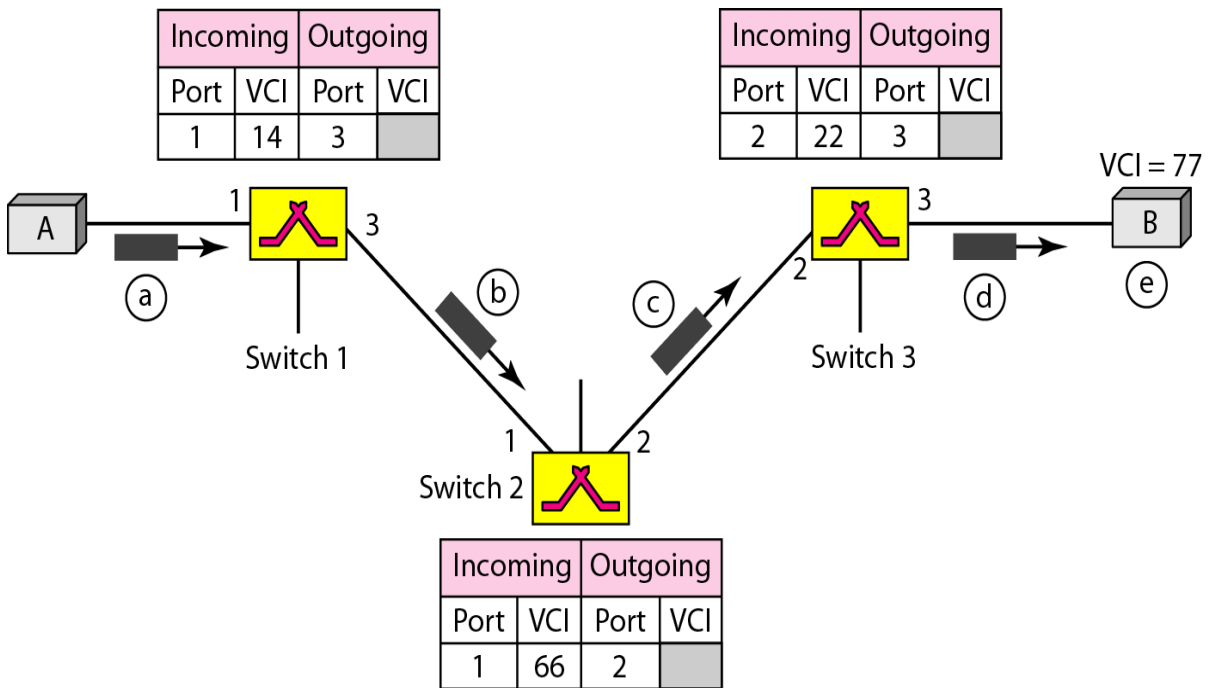 Incoming Outgoing
Port VCI Port VCI
1 14 3
Incoming Outgoing
Port VCI Port VCI
2 22 3
VCI = 77
A
1
3
a
b
Switch 1
c
2
3
Switch 3
d
B
e
1
2
Switch 2
Incoming Outgoing
Port VCI Port VCI
1 66 2